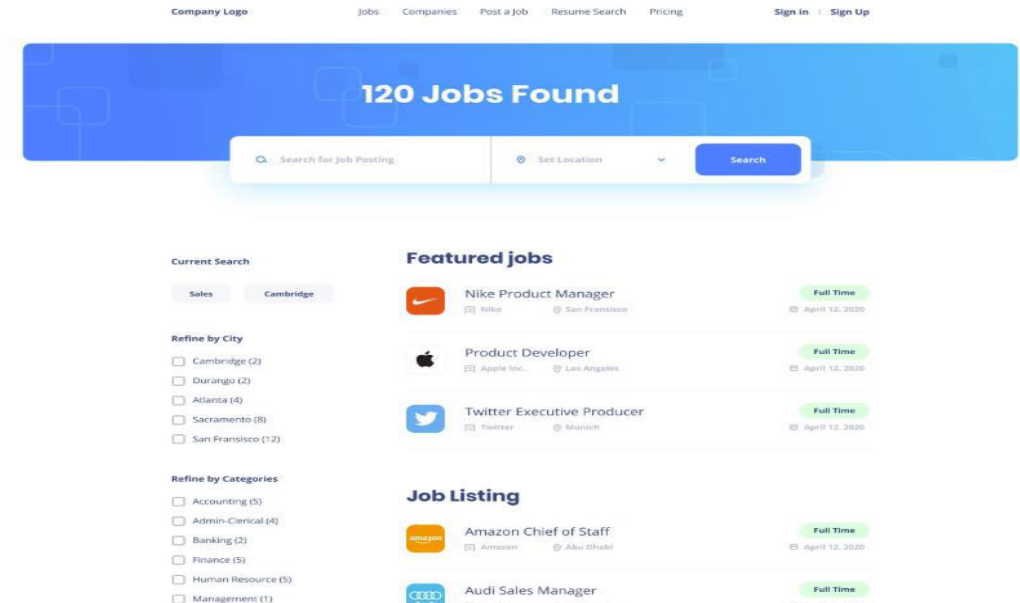 Company Logo Jobs Companies Post a Job Resume Search Pricing Sign in Sign Up
120 Jobs Found
Search for Job Posting Set Location Search
Current Search
Sales Cambridge
Refine by City
Cambridge (2)
Durango (2)
Atlanta (4)
Sacramento (8)
San Fransisco (12)
Refine by Categories
Accounting (5)
Admin-Clerical (4)
Banking (2)
Finance (5)
Human Resource (5)
Management (1)
Featured jobs
Nike Product Manager Full Time
Nike San Fransisco April 12, 2020
Product Developer Full Time
Apple Inc. Los Angeles April 12, 2020
Twitter Executive Producer Full Time
Twitter Munich April 12, 2020
Job Listing
amazon
Amazon Chief of Staff Full Time
Amazon Abu Dhabi April 12, 2020
Audi Sales Manager Full Time